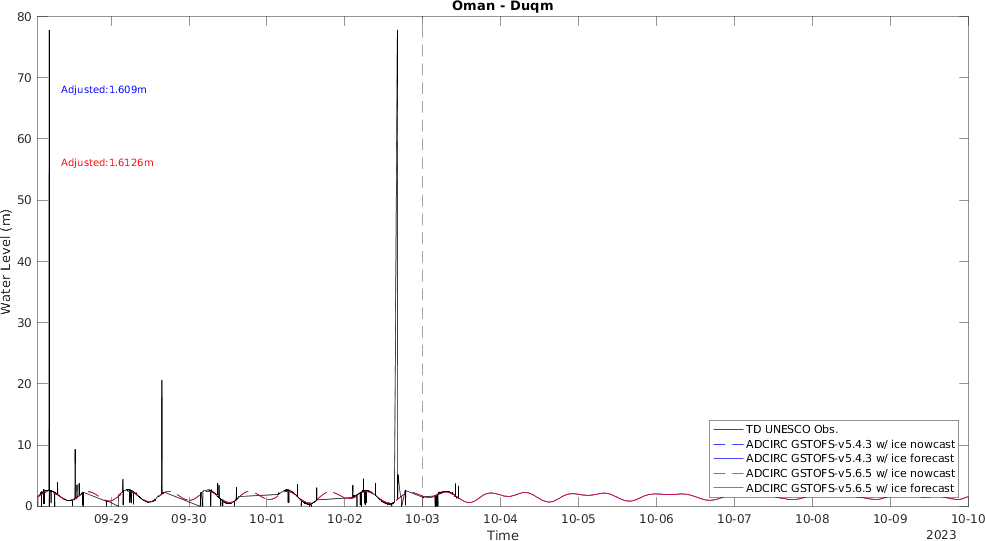 Oman - Duqm
80
70
60
50
40
30
20
10
0
Water Level (m)
Adjusted:1.609m
Adjusted:1.6126m
TD UNESCO Obs.
ADCIRC GSTOFS-v5.4.3 w/ ice nowcast
ADCIRC GSTOFS-v5.4.3 w/ ice forecast
ADCIRC GSTOFS-v5.6.5 w/ ice nowcast
ADCIRC GSTOFS-v5.6.5 w/ ice forecast
09-29 09-30 10-01 10-02 10-03 10-04 10-05 10-06 10-07 10-08 10-09 10-10
Time
2023